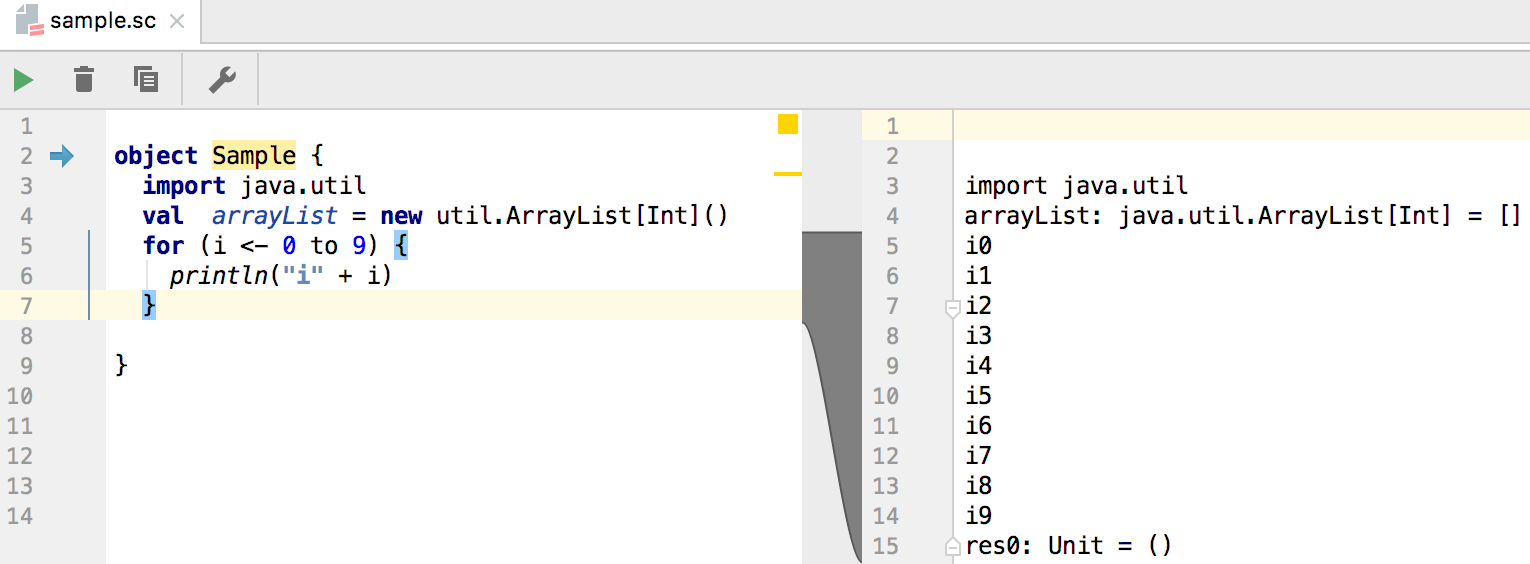 sample.sc
1
2 object Sample {
3 import java.util
4 val  arrayList = new util.ArrayList[Int]()
5 for (i <- 0 to 9) {
6 println("i" + i)
7 }
8
9 }
10
11
12
13
14
1
2
3 import java.util
4 arrayList: java.util.ArrayList[Int] = []
5 i0
6 i1
7 i2
8 i3
9 i4
10 i5
11 i6
12 i7
13 i8
14 i9
15 res0: Unit = ()